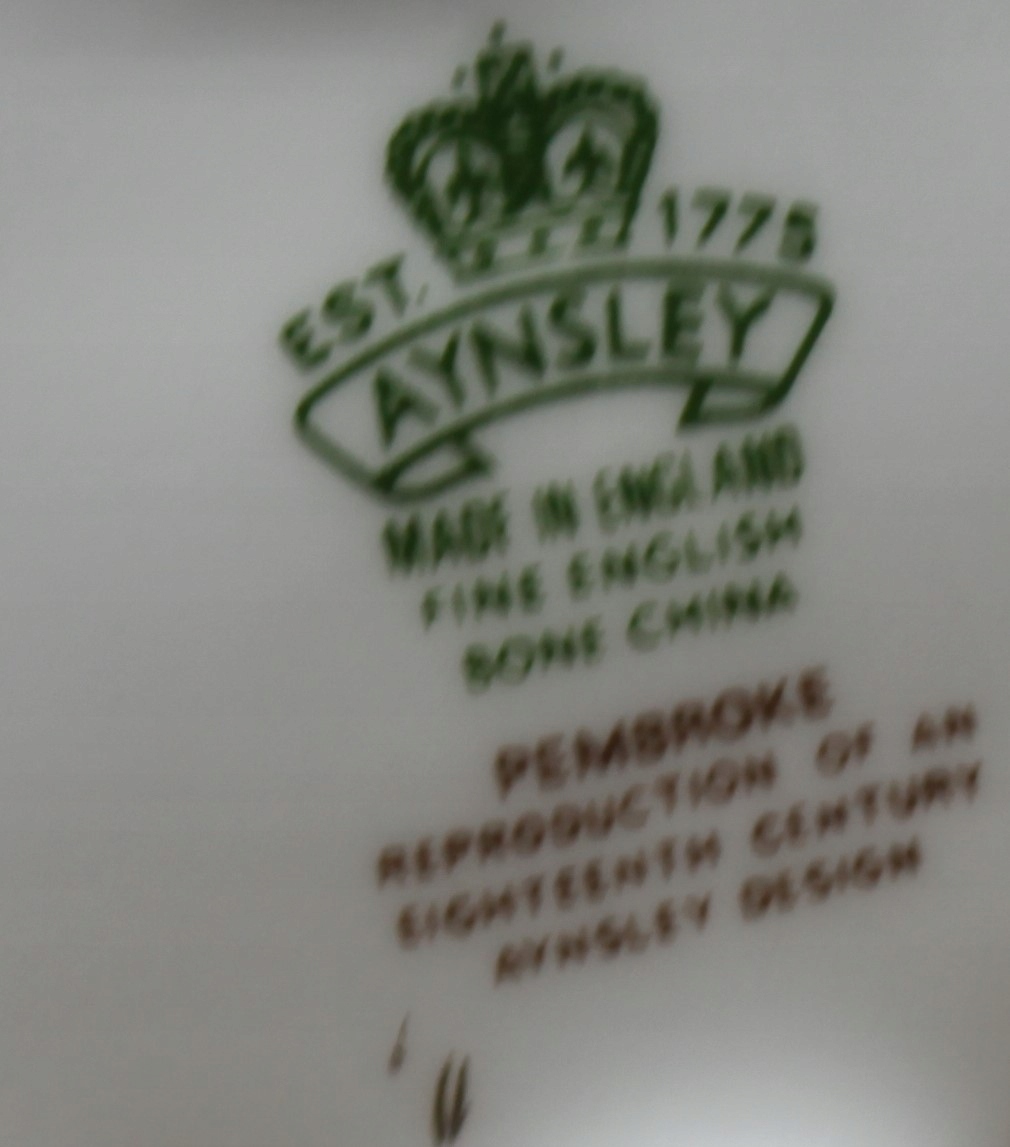 EST. 1775
AYNSLEY
MADE IN ENGLAND
FINE ENGLISH
BONE CHINA
PEMBROKE
REPRODUCTION OF AN
EIGHTEENTH CENTURY
AYNSLEY DESIGN